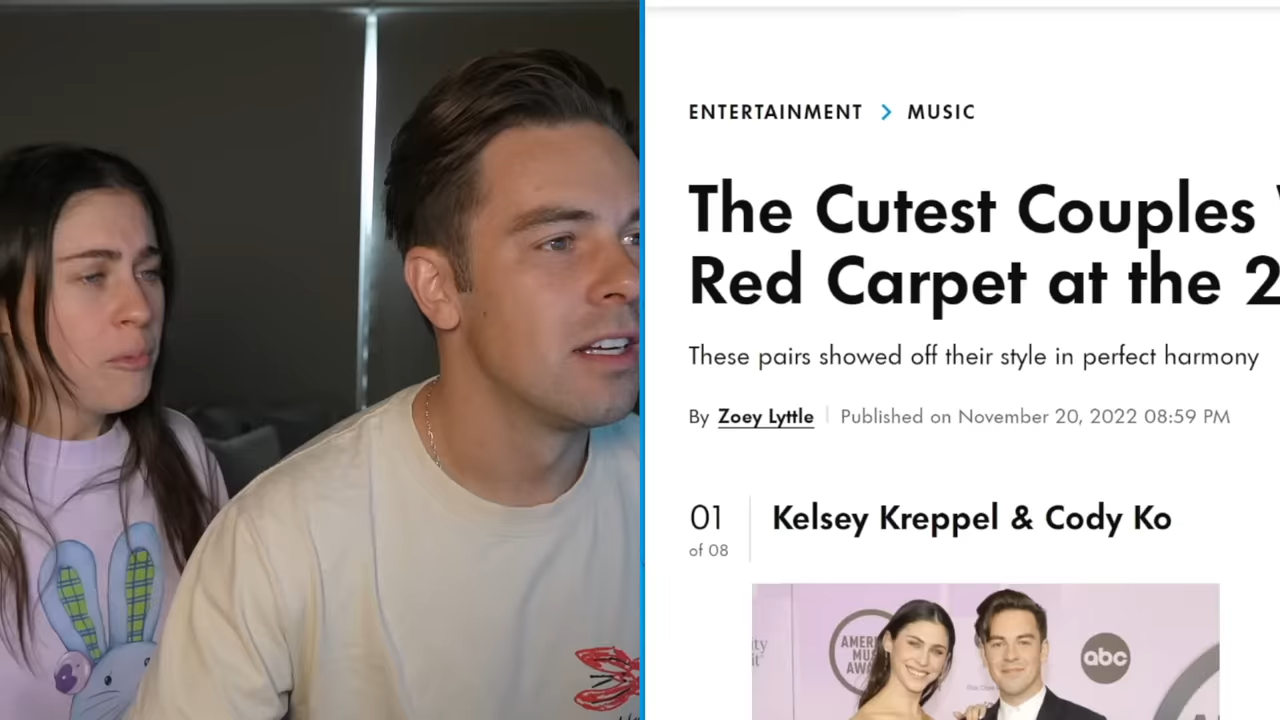 ENTERTAINMENT > MUSIC
The Cutest Couples
Red Carpet at the 2
These pairs showed off their style in perfect harmony
By Zoey Lyttle | Published on November 20, 2022 08:59 PM
01
of 08
Kelsey Kreppel & Cody Ko
abc